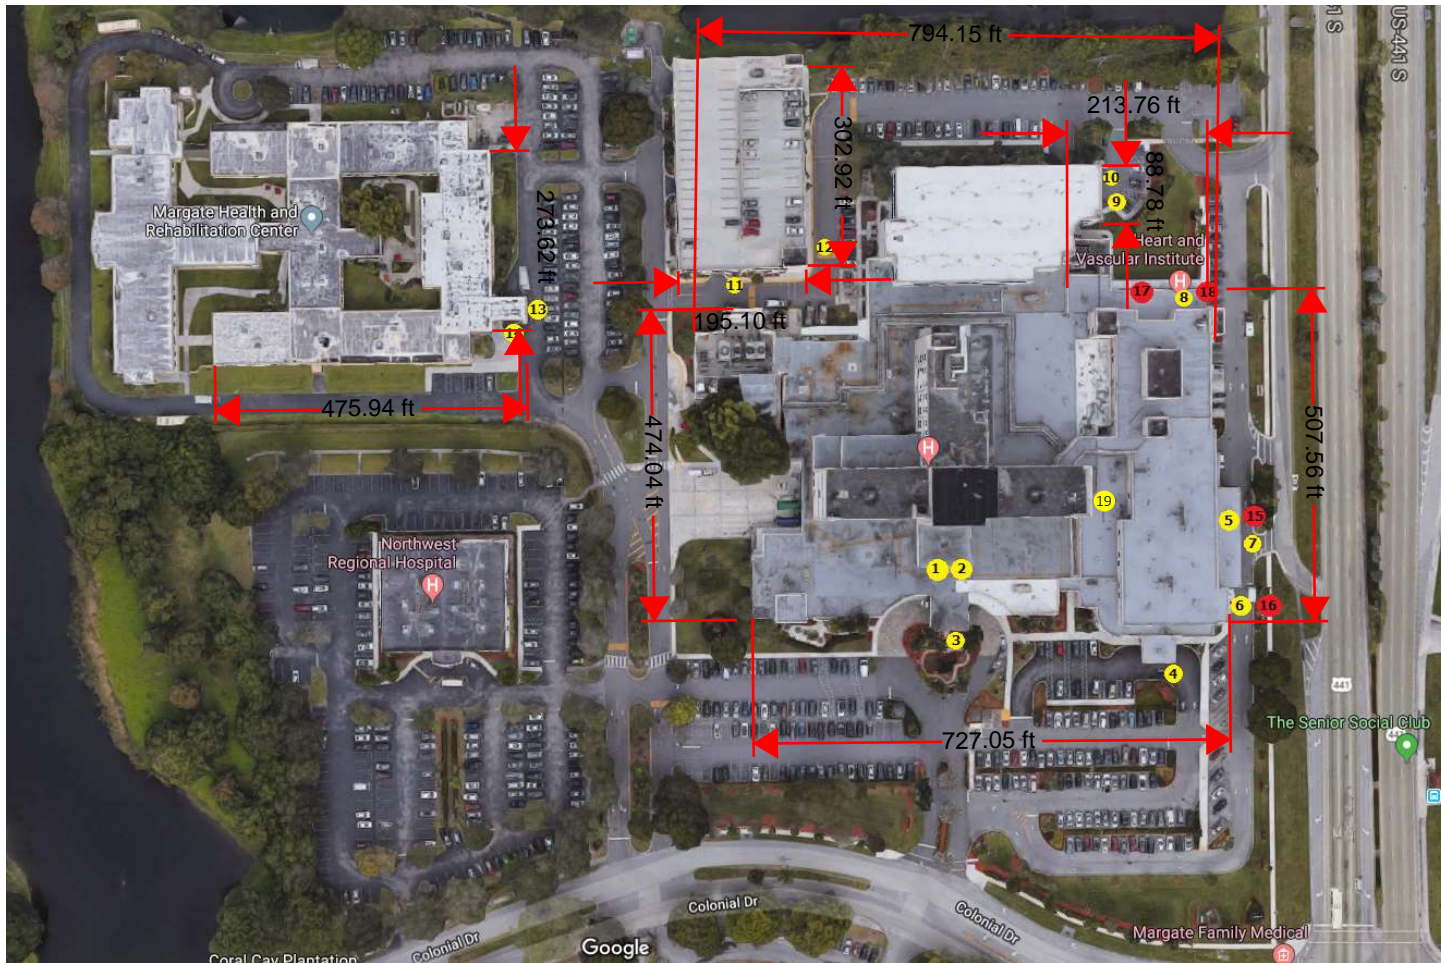 794.15 ft
1 S
US-441 S
213.76 ft
302.92 ft
88.78 ft
10
9
Margate Health and
Rehabilitation Center
273.62 ft
12
Heart and
Vascular Institute
H
11
13
17
8
18
195.10 ft
475.94 ft
474.04 ft
507.56 ft
H
19
5
15
7
Northwest
Regional Hospital
H
1
2
6
16
3
4
441
727.05 ft
The Senior Social Club
Colonial Dr
Colonial Dr
Colonial Dr
Google
Margate Family Medical
Coral Cay Plantation